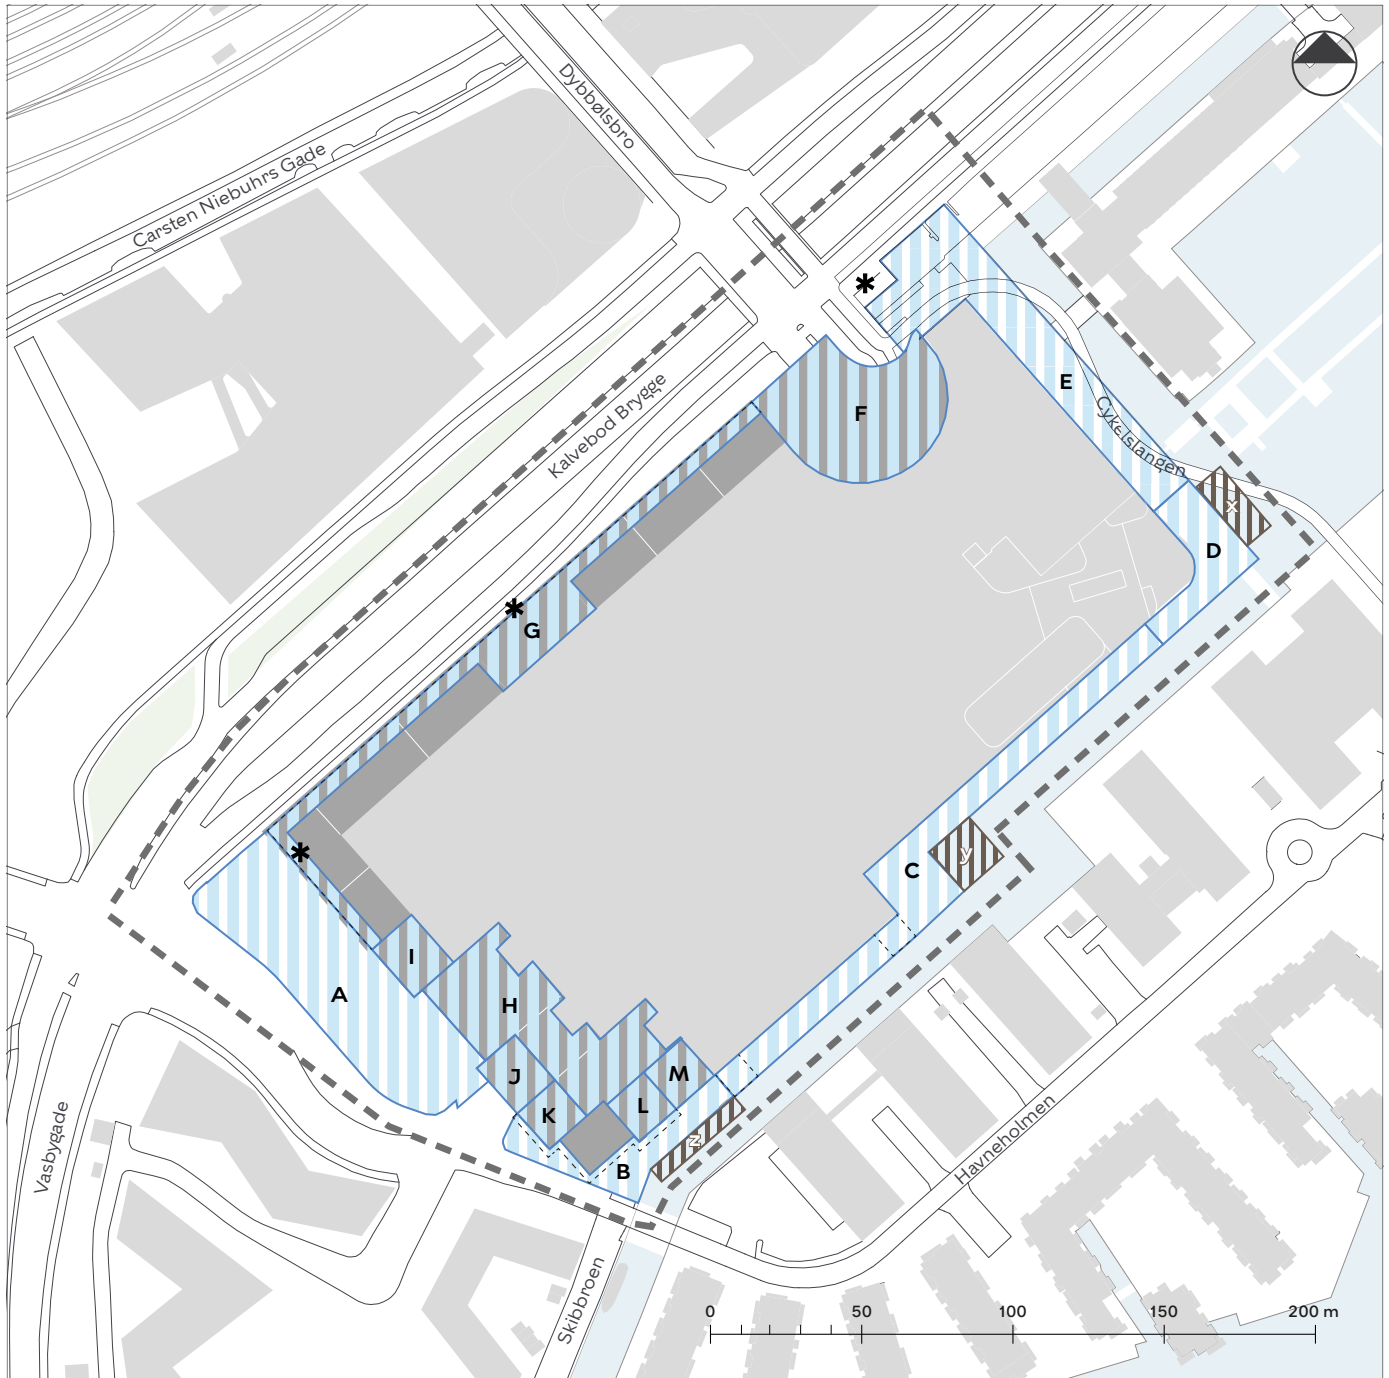 Dybbølsbro
Carsten Niebuhrs Gade
*
E
Kalvebod Brygge
F
Cykelslangen
x
D
*
G
*
y
C
I
A
H
M
J
L
K
z
B
Vasbygade
Havneholmen
Skibbroen
0 50 100 150 200 m